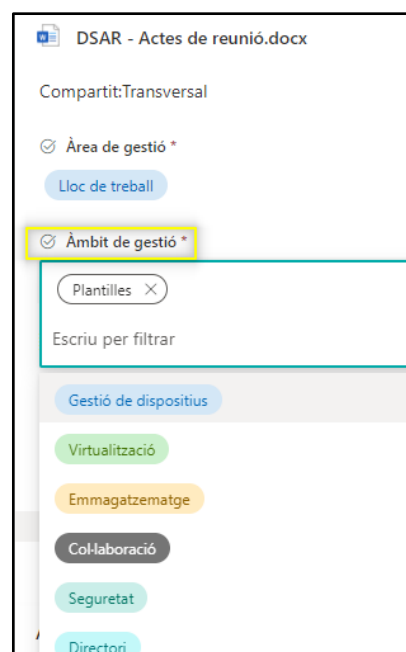 DSAR - Actes de reunió.docx
Compartit:Transversal
Àrea de gestió *
Lloc de treball
Àmbit de gestió *
Plantilles
Escriu per filtrar
Gestió de dispositius
Virtualització
Emmagatzematge
Col·laboració
Seguretat
Directori